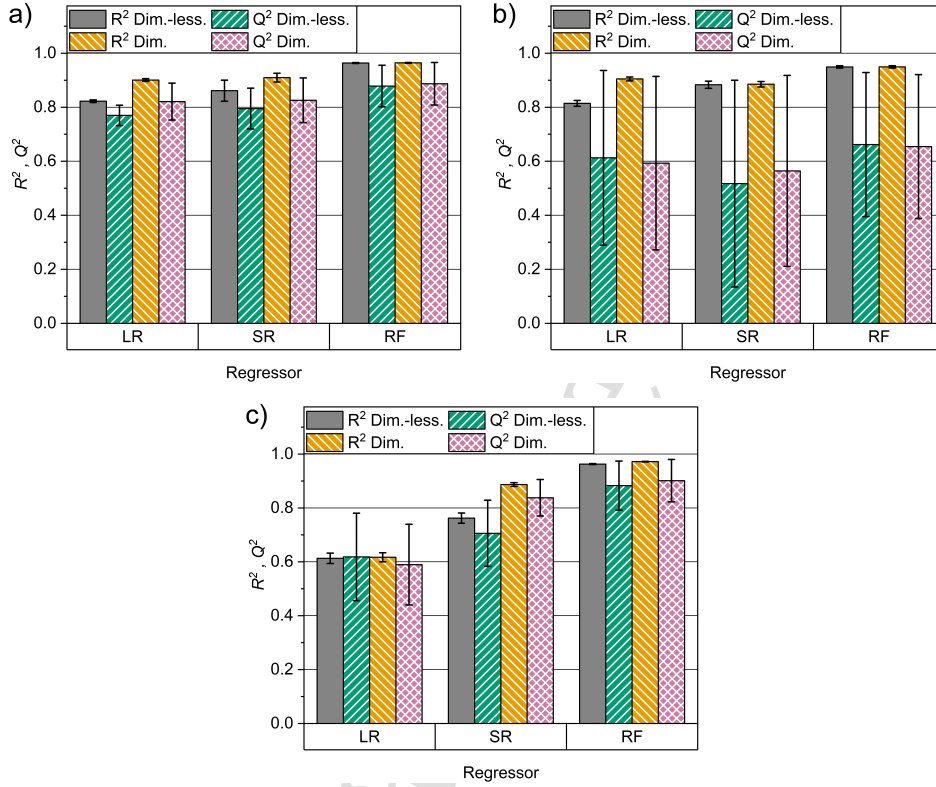 a)
R² Dim.-less. Q² Dim.-less.
R² Dim. Q² Dim.
1.0
0.8
0.6
0.4
0.2
0.0
R², Q²
LR SR RF
Regressor
b)
R² Dim.-less. Q² Dim.-less.
R² Dim. Q² Dim.
1.0
0.8
0.6
0.4
0.2
0.0
R², Q²
LR SR RF
Regressor
c)
R² Dim.-less. Q² Dim.-less.
R² Dim. Q² Dim.
1.0
0.8
0.6
0.4
0.2
0.0
R², Q²
LR SR RF
Regressor